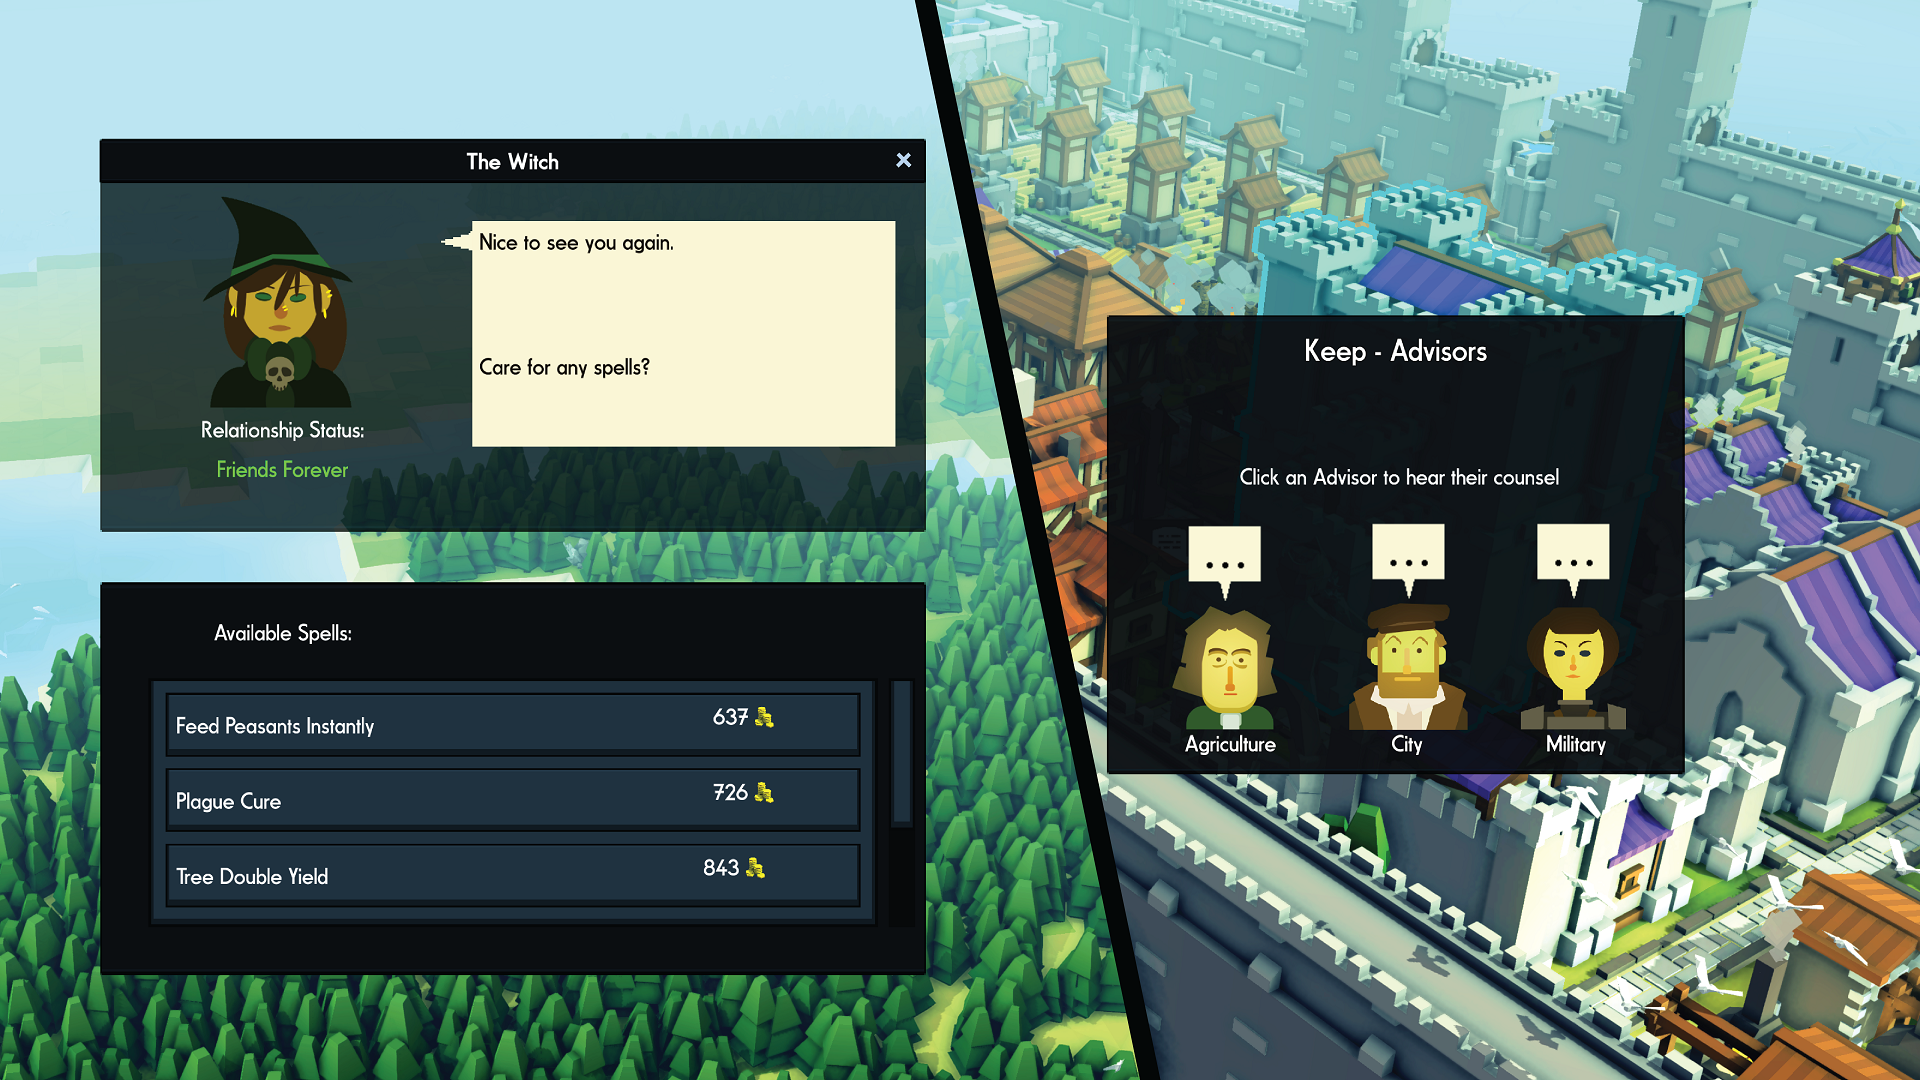 The Witch
Nice to see you again.
Care for any spells?
Relationship Status:
Friends Forever
Available Spells:
Feed Peasants Instantly 637
Plague Cure 726
Tree Double Yield 843
Keep - Advisors
Click an Advisor to hear their counsel
...
...
...
Agriculture
City
Military